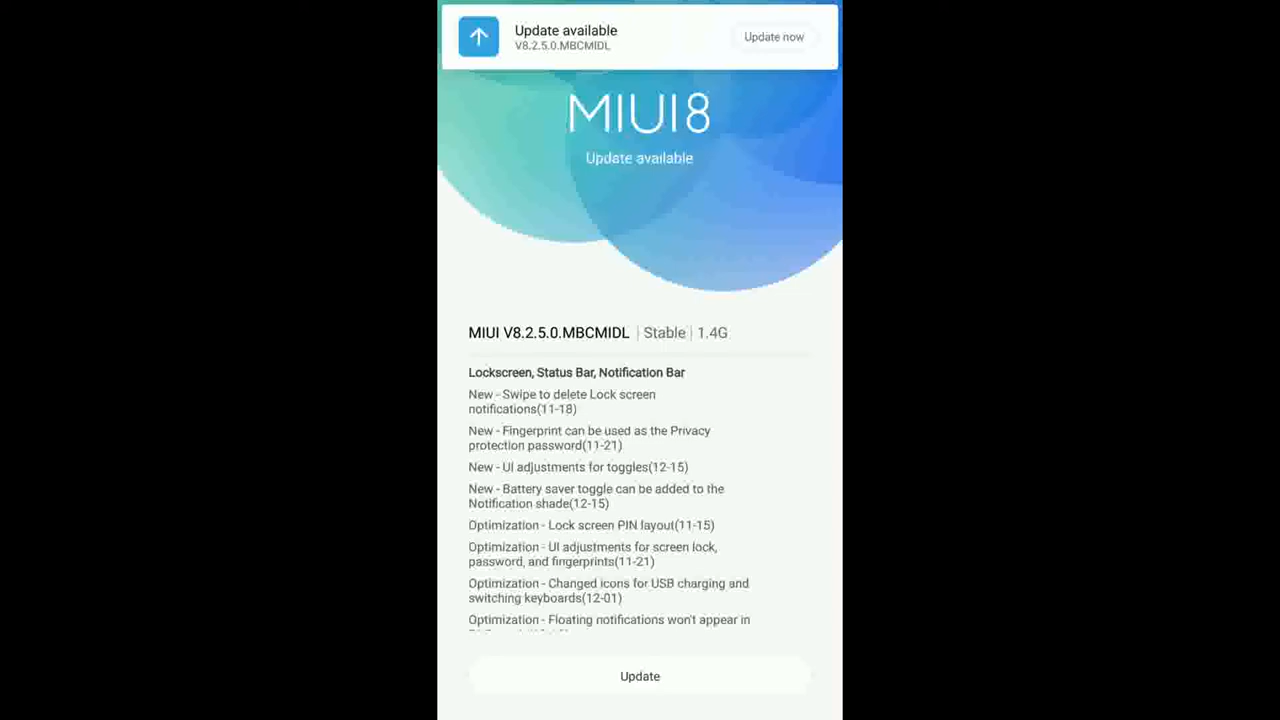 Update available
V8.2.5.0.MBCMIDL
Update now
MIUI 8
Update available
MIUI V8.2.5.0.MBCMIDL | Stable | 1.4G
Lockscreen, Status Bar, Notification Bar
New - Swipe to delete Lock screen
notifications(11-18)
New - Fingerprint can be used as the Privacy
protection password(11-21)
New - UI adjustments for toggles(12-15)
New - Battery saver toggle can be added to the
Notification shade(12-15)
Optimization - Lock screen PIN layout(11-15)
Optimization - UI adjustments for screen lock,
password, and fingerprints(11-21)
Optimization - Changed icons for USB charging and
switching keyboards(12-01)
Optimization - Floating notifications won't appear in
Update